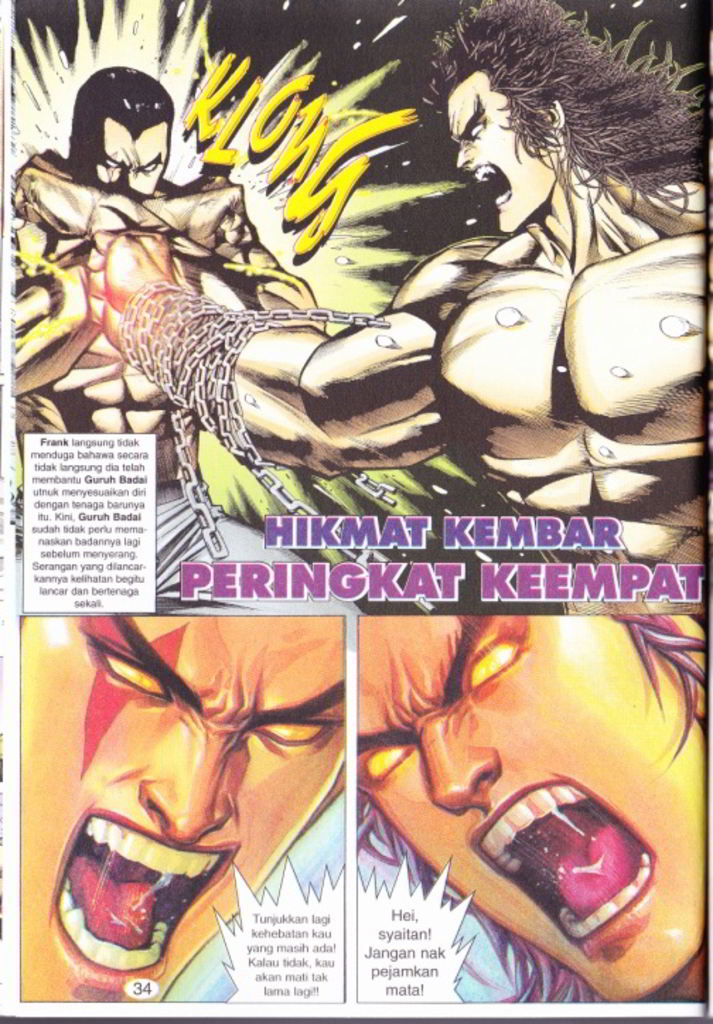 KLONG
Frank langsung tidak
menduga bahawa secara
tidak langsung dia telah
membantu Guruh Badai
utnuk menyesuaikan diri
dengan tenaga barunya
itu. Kini, Guruh Badai
sudah tidak perlu mema-
naskan badannya lagi
sebelum menyerang.
Serangan yang dilancar-
kannya kelihatan begitu
lancar dan bertenaga
sekali.
HIKMAT KEMBAR
PERINGKAT KEEMPAT
Tunjukkan lagi
kehebatan kau
yang masih ada!
Kalau tidak, kau
akan mati tak
lama lagi!!
Hei,
syaitan!
Jangan nak
pejamkan
mata!
34